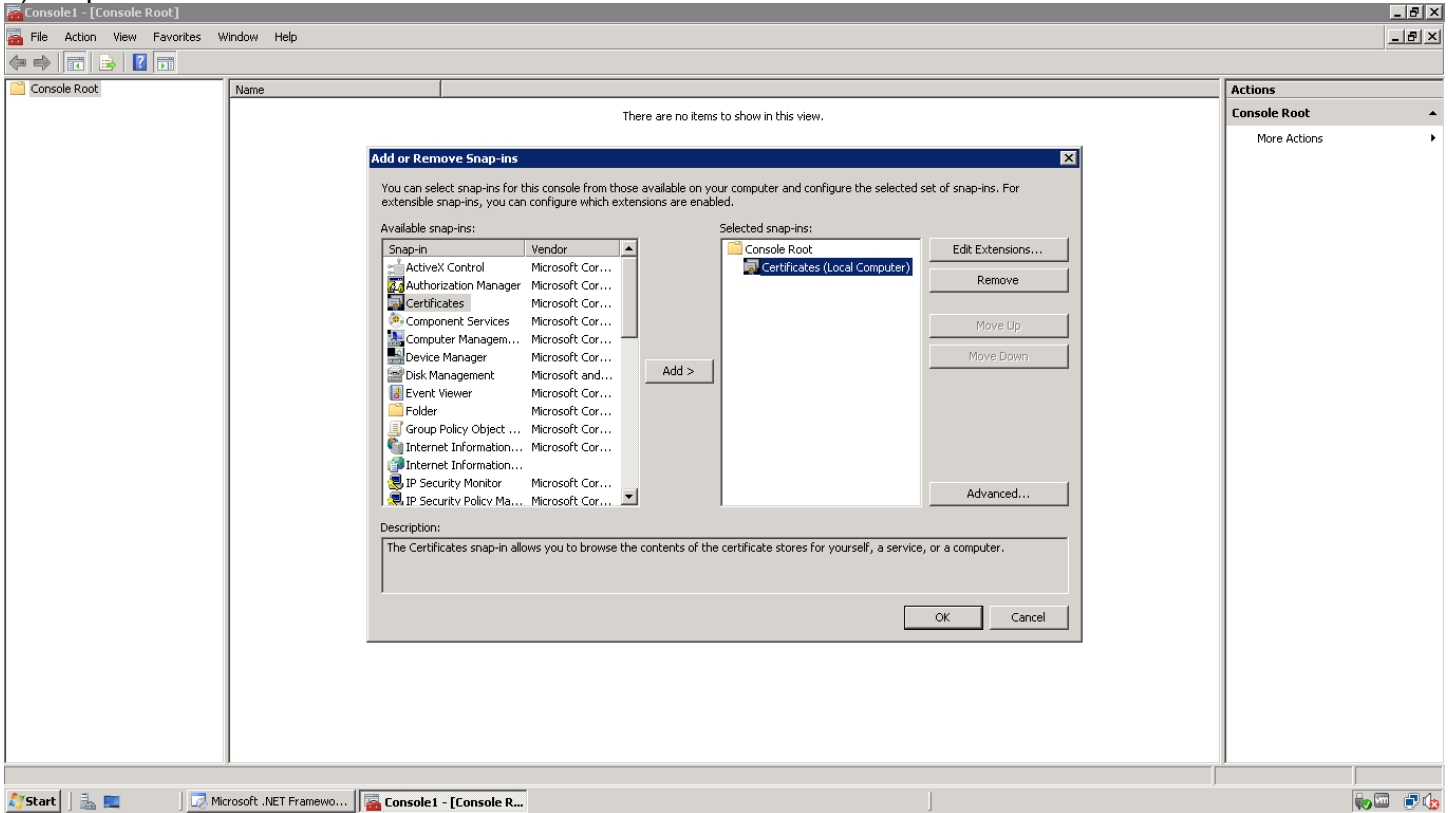 Console1 - [Console Root]
File Action View Favorites Window Help
Console Root
Name
There are no items to show in this view.
Actions
Console Root
More Actions
Add or Remove Snap-ins
You can select snap-ins for this console from those available on your computer and configure the selected set of snap-ins. For
extensible snap-ins, you can configure which extensions are enabled.
Available snap-ins:
Snap-in Vendor
ActiveX Control Microsoft Cor...
Authorization Manager Microsoft Cor...
Certificates Microsoft Cor...
Component Services Microsoft Cor...
Computer Managem... Microsoft Cor...
Device Manager Microsoft Cor...
Disk Management Microsoft and...
Event Viewer Microsoft Cor...
Folder Microsoft Cor...
Group Policy Object ... Microsoft Cor...
Internet Information... Microsoft Cor...
Internet Information...
IP Security Monitor Microsoft Cor...
IP Security Policy Ma... Microsoft Cor...
Add >
Selected snap-ins:
Console Root
Certificates (Local Computer)
Edit Extensions...
Remove
Move Up
Move Down
Advanced...
Description:
The Certificates snap-in allows you to browse the contents of the certificate stores for yourself, a service, or a computer.
OK Cancel
Start
Microsoft .NET Framewo...
Console1 - [Console R...